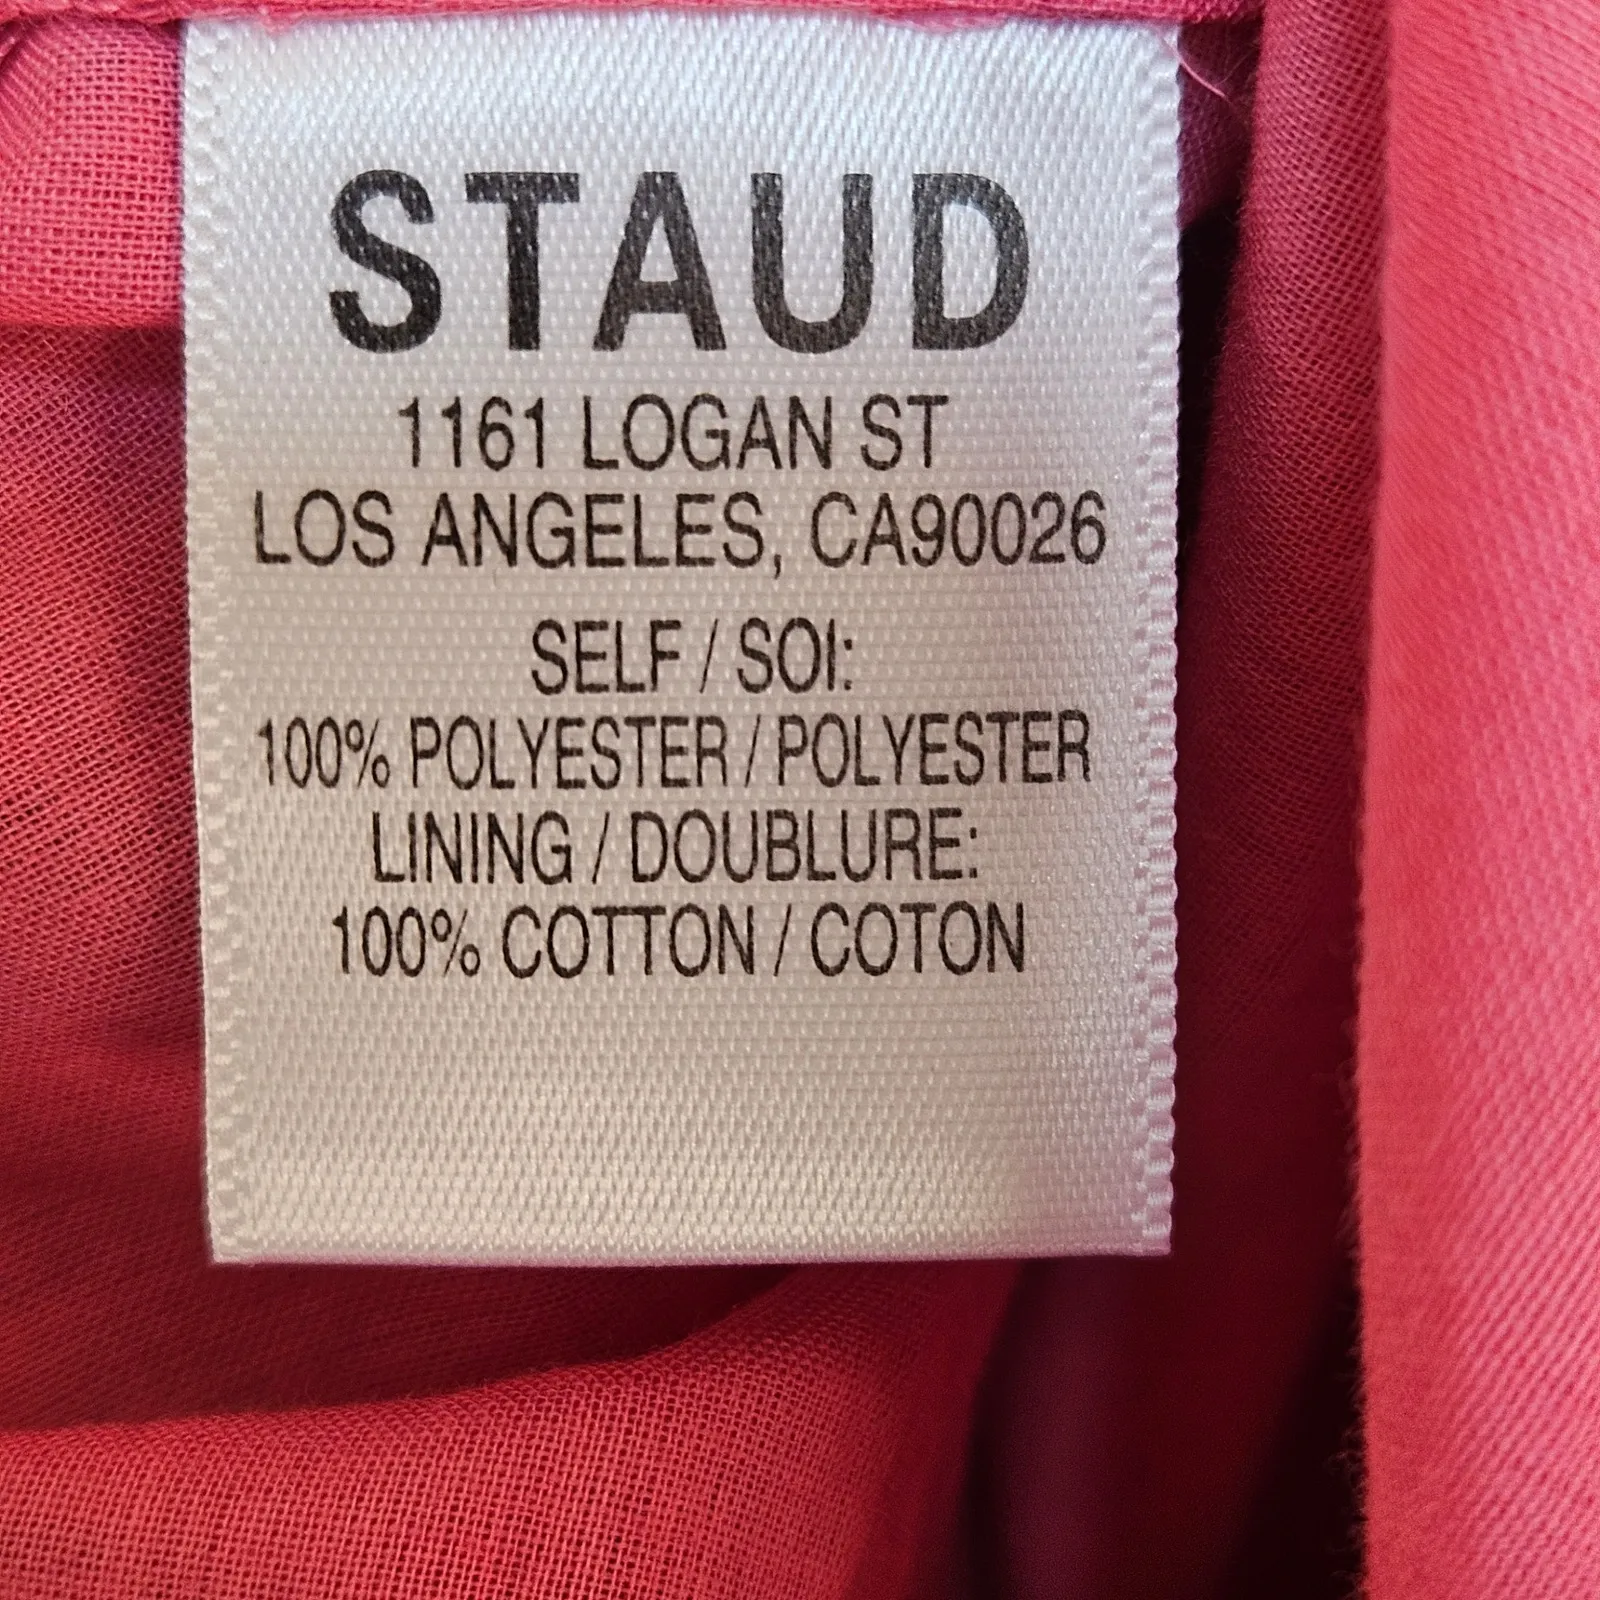 STAUD
1161 LOGAN ST
LOS ANGELES, CA90026
SELF / SOI:
100% POLYESTER / POLYESTER
LINING / DOUBLURE:
100% COTTON / COTON